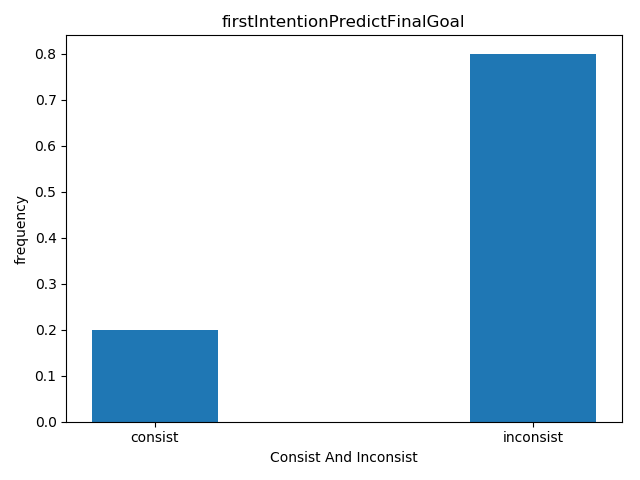 firstIntentionPredictFinalGoal
0.8
0.7
0.6
0.5
0.4
0.3
0.2
0.1
0.0
frequency
consist
inconsist
Consist And Inconsist